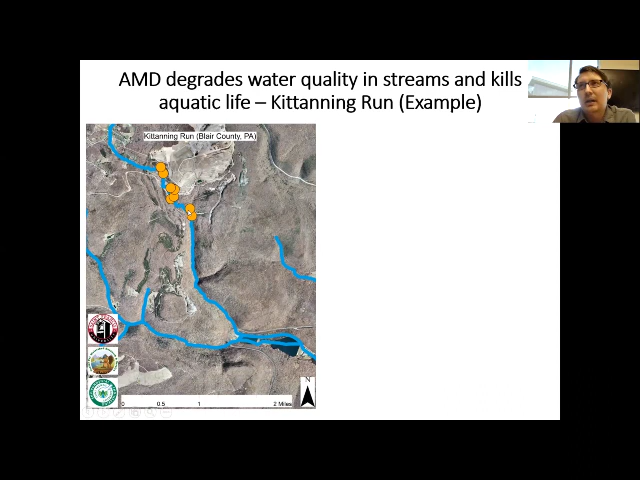 AMD degrades water quality in streams and kills
aquatic life – Kittanning Run (Example)
Kittanning Run (Blair County, PA)
N
0 0.5 1 2 Miles